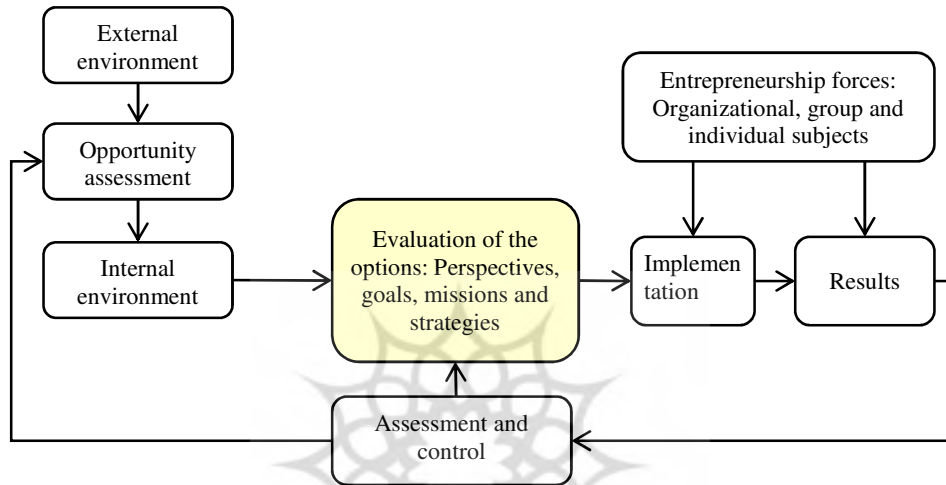 External
environment
Entrepreneurship forces:
Organizational, group and
individual subjects
Opportunity
assessment
Evaluation of the
options: Perspectives,
goals, missions and
strategies
Internal
environment
Implemen
tation
Results
Assessment and
control